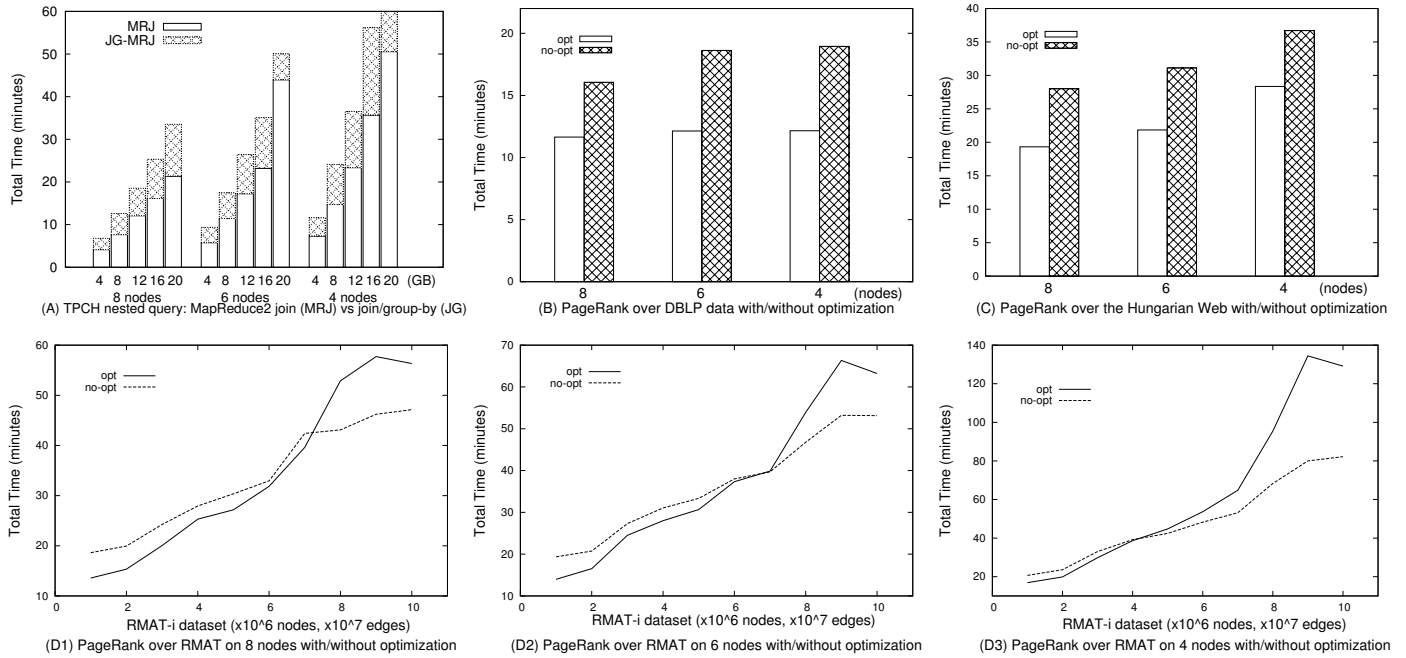 60
50
40
30
20
10
0
Total Time (minutes)
MRJ
JG-MRJ
4 8 12 16 20 4 8 12 16 20 4 8 12 16 20 (GB)
8 nodes 6 nodes 4 nodes
(A) TPCH nested query: MapReduce2 join (MRJ) vs join/group-by (JG)
20
15
10
5
0
Total Time (minutes)
opt
no-opt
8 6 4 (nodes)
(B) PageRank over DBLP data with/without optimization
40
35
30
25
20
15
10
5
0
Total Time (minutes)
opt
no-opt
8 6 4 (nodes)
(C) PageRank over the Hungarian Web with/without optimization
60
50
40
30
20
10
Total Time (minutes)
opt
no-opt
0 2 4 6 8 10
RMAT-i dataset (x10^6 nodes, x10^7 edges)
(D1) PageRank over RMAT on 8 nodes with/without optimization
70
60
50
40
30
20
10
Total Time (minutes)
opt
no-opt
0 2 4 6 8 10
RMAT-i dataset (x10^6 nodes, x10^7 edges)
(D2) PageRank over RMAT on 6 nodes with/without optimization
140
120
100
80
60
40
20
Total Time (minutes)
opt
no-opt
0 2 4 6 8 10
RMAT-i dataset (x10^6 nodes, x10^7 edges)
(D3) PageRank over RMAT on 4 nodes with/without optimization